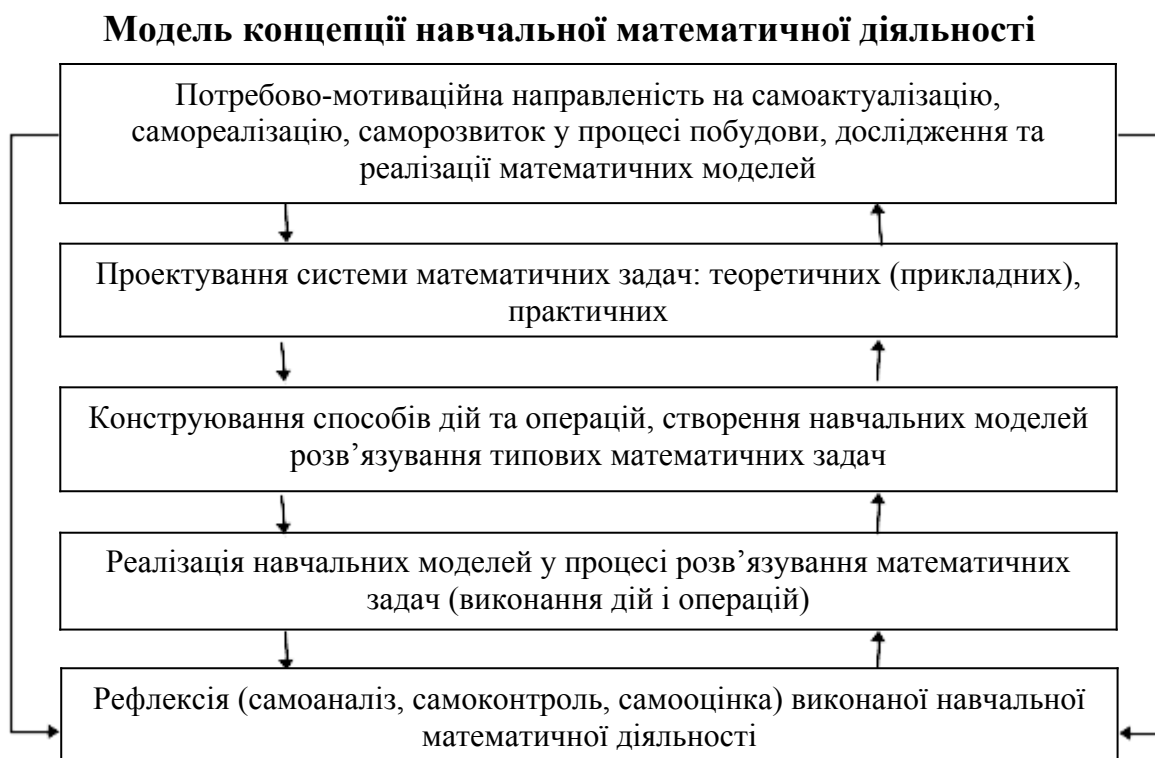 Модель концепції навчальної математичної діяльності
Потребово-мотиваційна направленість на самоактуалізацію,
самореалізацію, саморозвиток у процесі побудови, дослідження та
реалізації математичних моделей
Проектування системи математичних задач: теоретичних (прикладних),
практичних
Конструювання способів дій та операцій, створення навчальних моделей
розв’язування типових математичних задач
Реалізація навчальних моделей у процесі розв’язування математичних
задач (виконання дій і операцій)
Рефлексія (самоаналіз, самоконтроль, самооцінка) виконаної навчальної
математичної діяльності